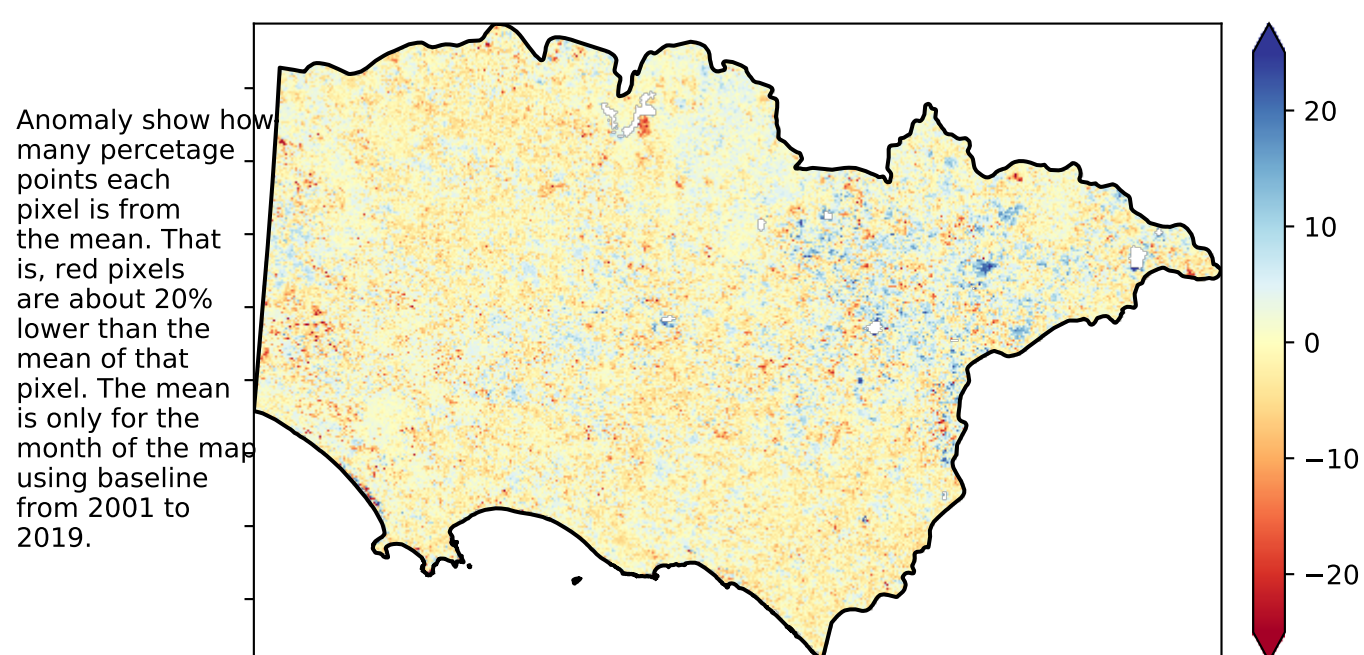 Anomaly show how
many percetage
points each
pixel is from
the mean. That
is, red pixels
are about 20%
lower than the
mean of that
pixel. The mean
is only for the
month of the map
using baseline
from 2001 to
2019.
20
10
0
−10
−20